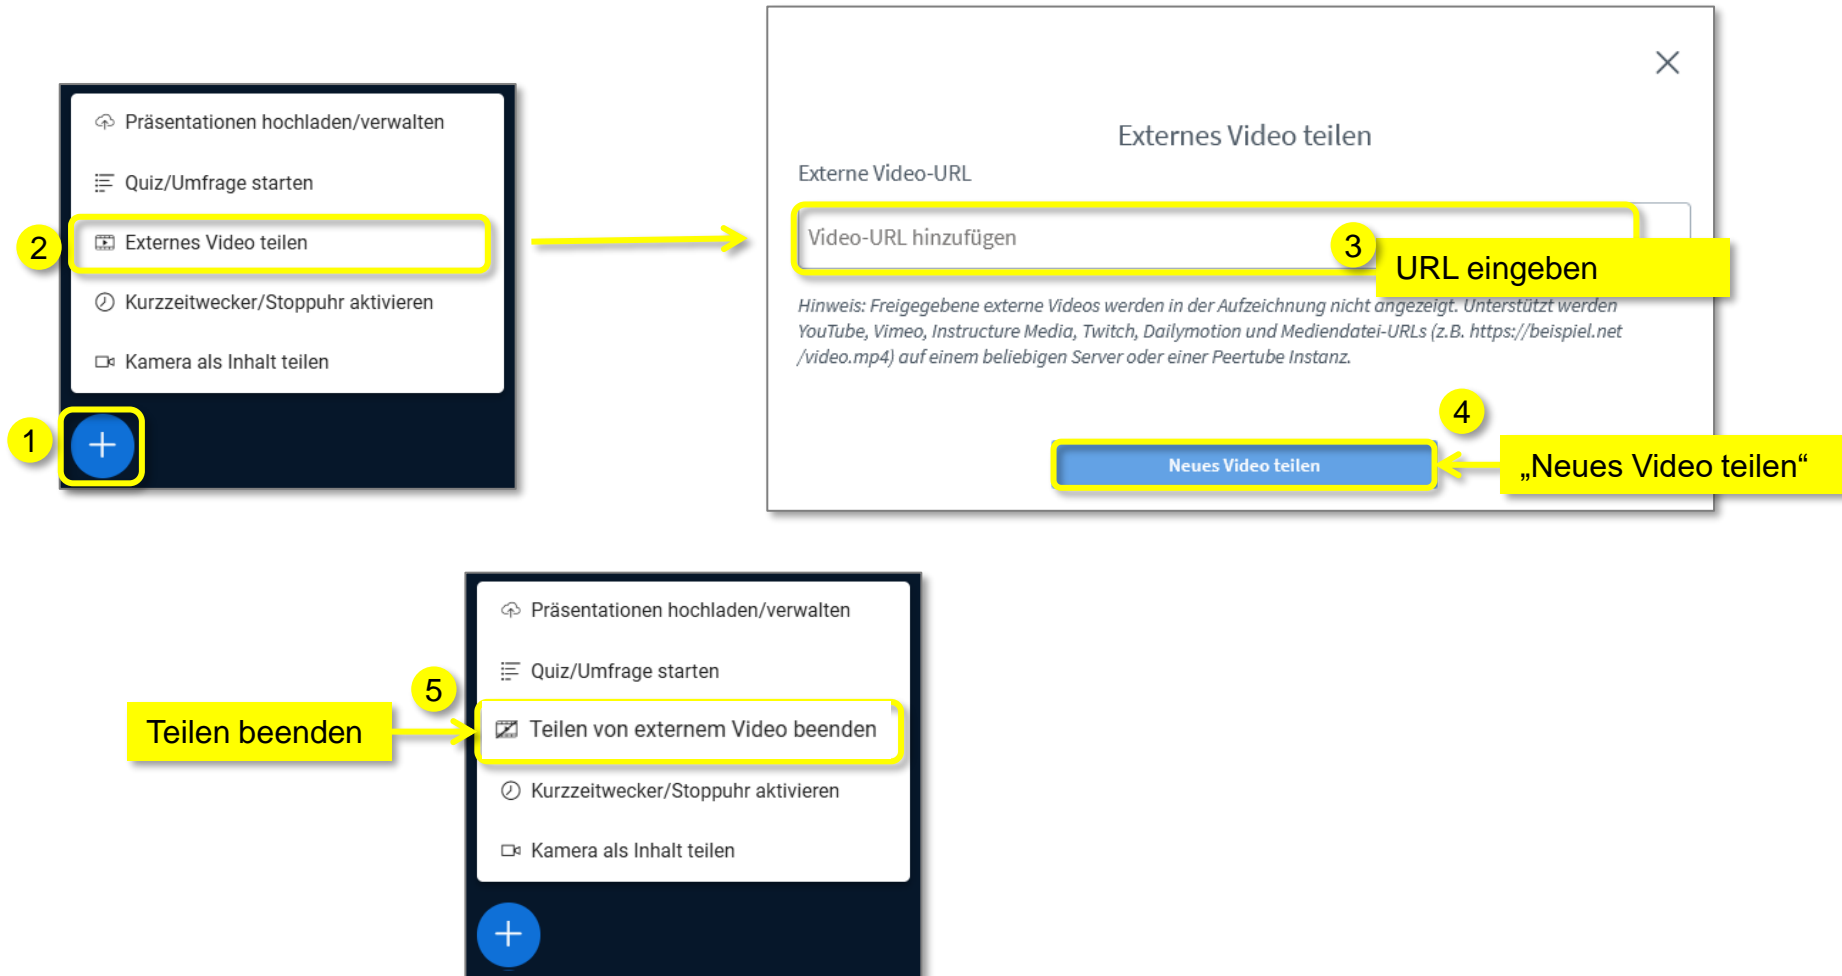 Präsentationen hochladen/verwalten
Quiz/Umfrage starten
2
Externes Video teilen
Kurzzeitwecker/Stoppuhr aktivieren
Kamera als Inhalt teilen
1
Externes Video teilen
Externe Video-URL
Video-URL hinzufügen
3
URL eingeben
Hinweis: Freigegebene externe Videos werden in der Aufzeichnung nicht angezeigt. Unterstützt werden
YouTube, Vimeo, Instructure Media, Twitch, Dailymotion und Mediendatei-URLs (z.B. https://beispiel.net
/video.mp4) auf einem beliebigen Server oder einer Peertube Instanz.
4
Neues Video teilen
„Neues Video teilen“
Präsentationen hochladen/verwalten
Quiz/Umfrage starten
5
Teilen beenden
Teilen von externem Video beenden
Kurzzeitwecker/Stoppuhr aktivieren
Kamera als Inhalt teilen